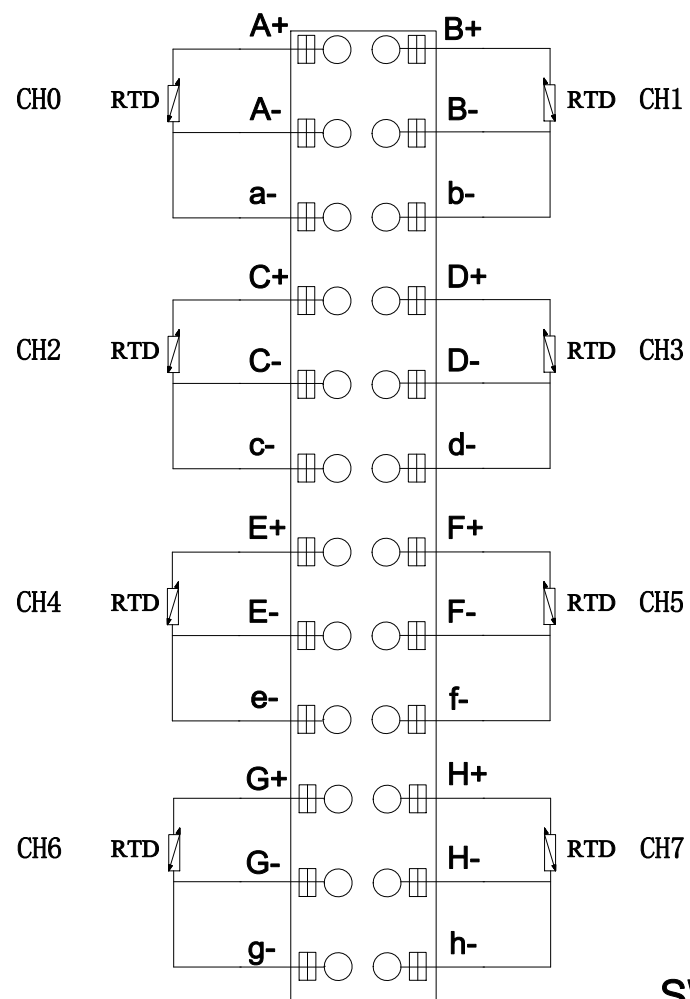 A+ B+
CH0 RTD RTD CH1
A- B-
a- b-
C+ D+
CH2 RTD RTD CH3
C- D-
c- d-
E+ F+
CH4 RTD RTD CH5
E- F-
e- f-
G+ H+
CH6 RTD RTD CH7
G- H-
g- h-